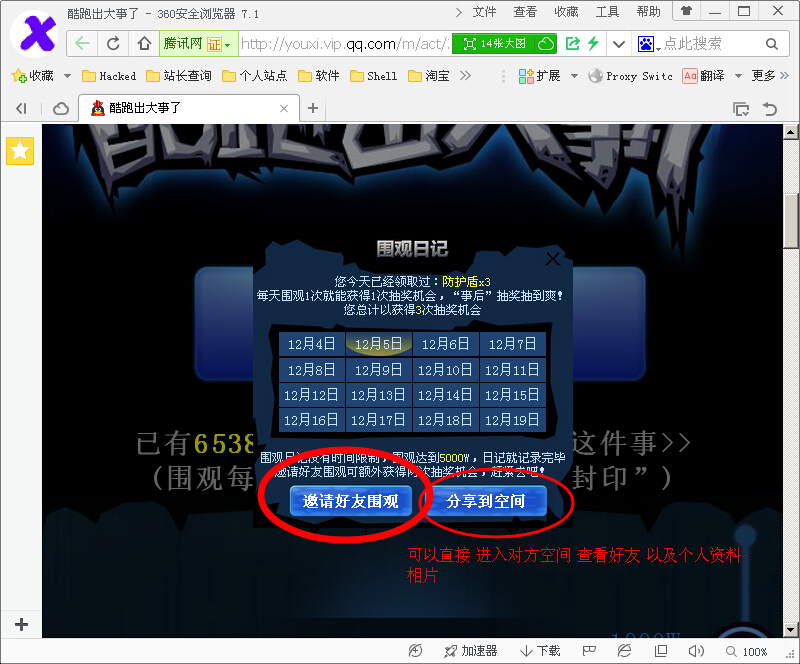 酷跑出大事了 - 360安全浏览器 7.1
文件 查看 收藏 工具 帮助
腾讯网 证 http://youxi.vip.qq.com/m/act/ 14张大图 点此搜索
收藏 Hacked 站长查询 个人站点 软件 Shell 淘宝 扩展 Proxy Switc Aa 翻译 更多
酷跑出大事了
围观日记
您今天已经领取过：防护盾x3
每天围观1次就能获得1次抽奖机会，“事后”抽奖抽到爽！
您总计以获得3次抽奖机会
12月4日 12月5日 12月6日 12月7日
12月8日 12月9日 12月10日 12月11日
12月12日 12月13日 12月14日 12月15日
12月16日 12月17日 12月18日 12月19日
已有6538 这件事>>
(围观每 封印”)
围观日记没有时间限制，围观达到5000W，日记就记录完毕
邀请好友围观可额外获得两次抽奖机会，赶紧去吧！
邀请好友围观 分享到空间
可以直接 进入对方空间 查看好友 以及个人资料
相片
1000W
加速器 下载 100%